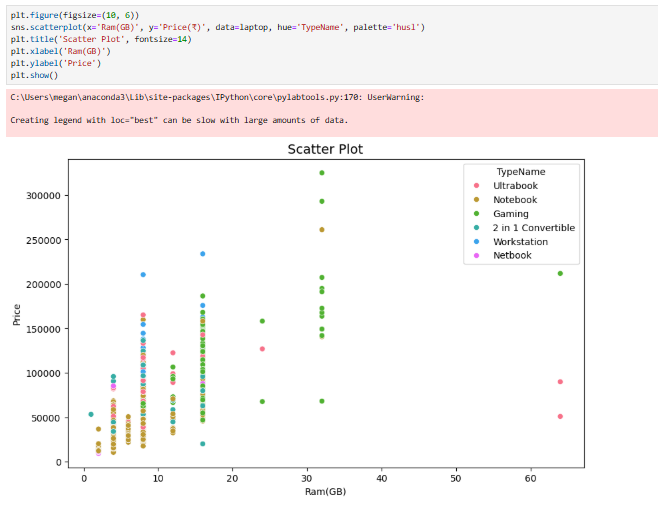 plt.figure(figsize=(10, 6))
sns.scatterplot(x='Ram(GB)', y='Price(₹)', data=laptop, hue='TypeName', palette='husl')
plt.title('Scatter Plot', fontsize=14)
plt.xlabel('Ram(GB)')
plt.ylabel('Price')
plt.show()
C:\Users\megan\anaconda3\Lib\site-packages\IPython\core\pylabtools.py:170: UserWarning:
Creating legend with loc="best" can be slow with large amounts of data.
Scatter Plot
TypeName
Ultrabook
Notebook
Gaming
2 in 1 Convertible
Workstation
Netbook
Price
300000
250000
200000
150000
100000
50000
0
0 10 20 30 40 50 60
Ram(GB)